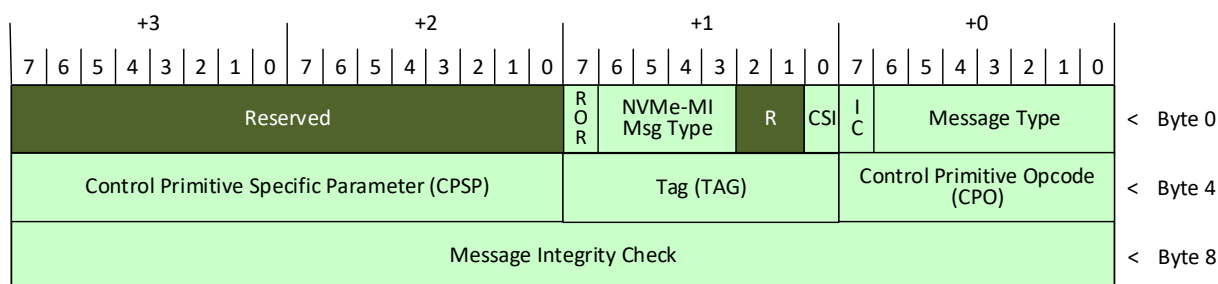 +3 +2 +1 +0
7 6 5 4 3 2 1 0 7 6 5 4 3 2 1 0 7 6 5 4 3 2 1 0 7 6 5 4 3 2 1 0
Reserved ROR NVMe-MI Msg Type R CSI IC Message Type < Byte 0
Control Primitive Specific Parameter (CPSP) Tag (TAG) Control Primitive Opcode (CPO) < Byte 4
Message Integrity Check < Byte 8